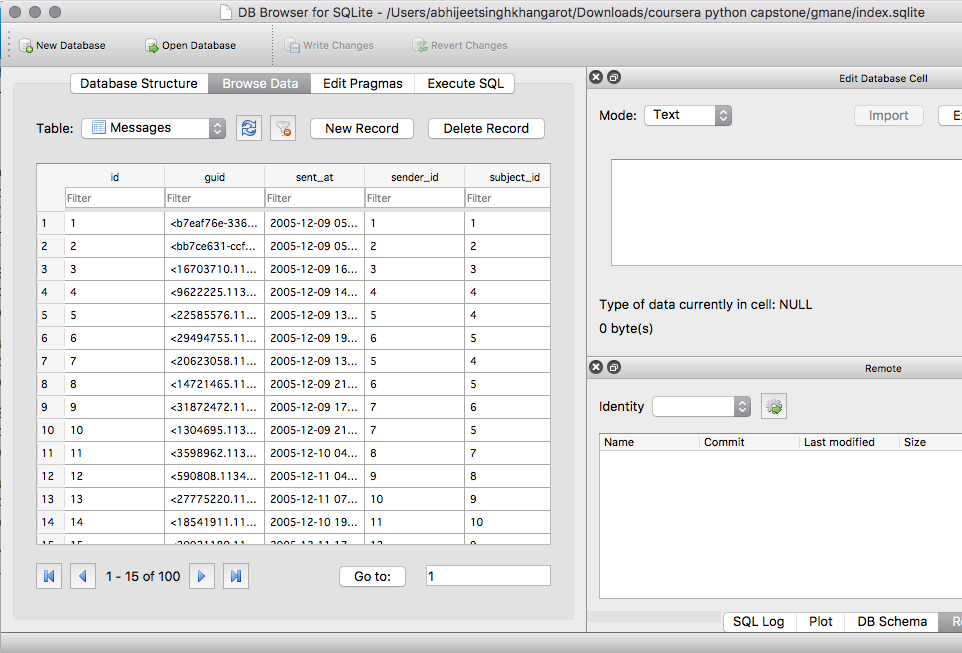 DB Browser for SQLite - /Users/abhijeetsinghkhangarot/Downloads/coursera python capstone/gmane/index.sqlite
New Database Open Database Write Changes Revert Changes
Database Structure Browse Data Edit Pragmas Execute SQL
Table: Messages New Record Delete Record
id guid sent_at sender_id subject_id
Filter Filter Filter Filter Filter
1 1 <b7eaf76e-336... 2005-12-09 05... 1 1
2 2 <bb7ce631-ccf... 2005-12-09 05... 2 2
3 3 <16703710.11... 2005-12-09 16... 3 3
4 4 <9622225.113... 2005-12-09 14... 4 4
5 5 <22585576.11... 2005-12-09 13... 5 4
6 6 <29494755.11... 2005-12-09 19... 6 5
7 7 <20623058.11... 2005-12-09 13... 5 4
8 8 <14721465.11... 2005-12-09 21... 6 5
9 9 <31872472.11... 2005-12-09 17... 7 6
10 10 <1304695.113... 2005-12-09 21... 7 5
11 11 <3598962.113... 2005-12-10 04... 8 7
12 12 <590808.1134... 2005-12-11 04... 9 8
13 13 <27775220.11... 2005-12-11 07... 10 9
14 14 <18541911.11... 2005-12-10 19... 11 10
1 - 15 of 100 Go to: 1
Edit Database Cell
Mode: Text Import
Type of data currently in cell: NULL
0 byte(s)
Remote
Identity
Name Commit Last modified Size
SQL Log Plot DB Schema